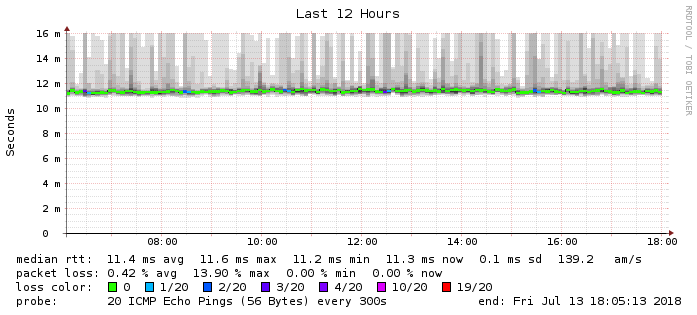 Last 12 Hours
RRDTOOL / TOBI OETIKER
Seconds
16 m
14 m
12 m
10 m
8 m
6 m
4 m
2 m
0
08:00 10:00 12:00 14:00 16:00 18:00
median rtt: 11.4 ms avg 11.6 ms max 11.2 ms min 11.3 ms now 0.1 ms sd 139.2 am/s
packet loss: 0.42 % avg 13.90 % max 0.00 % min 0.00 % now
loss color: 0 1/20 2/20 3/20 4/20 10/20 19/20
probe: 20 ICMP Echo Pings (56 Bytes) every 300s end: Fri Jul 13 18:05:13 2018